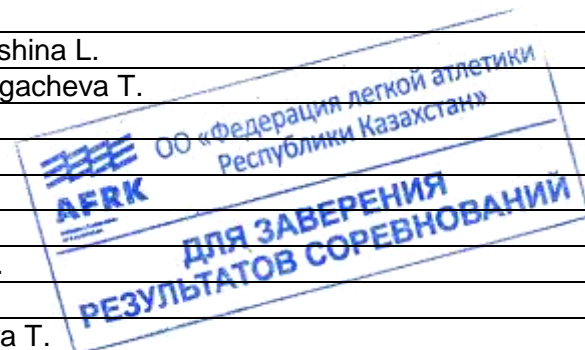 shina L.
gacheva T.
ОО «Федерация легкой атлетики
Республики Казахстан»
AFRK
ДЛЯ ЗАВЕРЕНИЯ
РЕЗУЛЬТАТОВ СОРЕВНОВАНИЙ
a T.